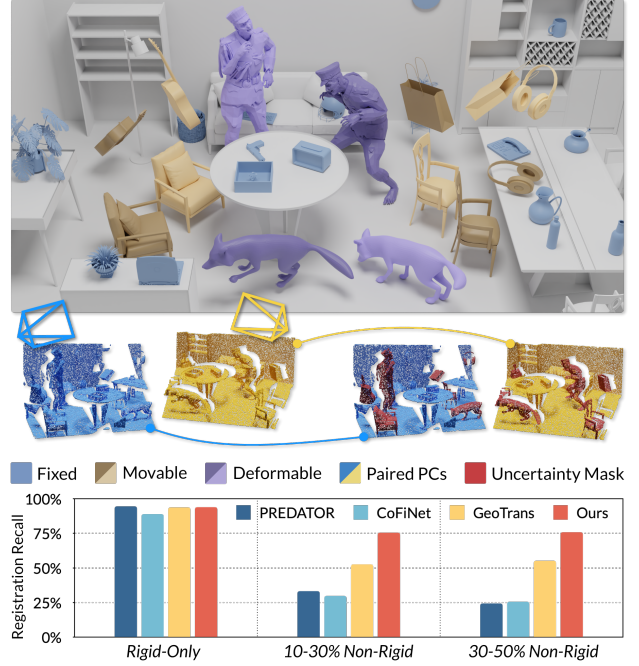 Fixed Movable Deformable Paired PCs Uncertainty Mask
100%
75%
50%
25%
0%
Registration Recall
PREDATOR CoFiNet GeoTrans Ours
Rigid-Only 10-30% Non-Rigid 30-50% Non-Rigid